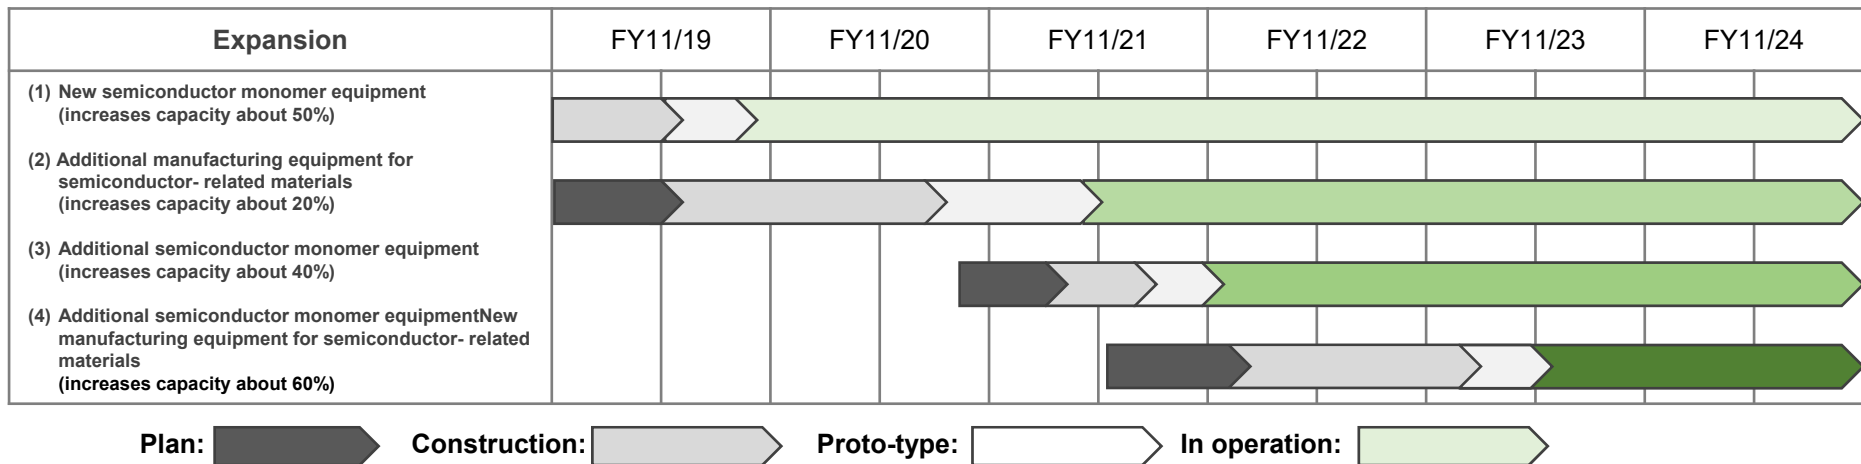 Expansion FY11/19 FY11/20 FY11/21 FY11/22 FY11/23 FY11/24
(1) New semiconductor monomer equipment
(increases capacity about 50%)
(2) Additional manufacturing equipment for
semiconductor- related materials
(increases capacity about 20%)
(3) Additional semiconductor monomer equipment
(increases capacity about 40%)
(4) Additional semiconductor monomer equipmentNew
manufacturing equipment for semiconductor- related
materials
(increases capacity about 60%)
Plan: Construction: Proto-type: In operation: